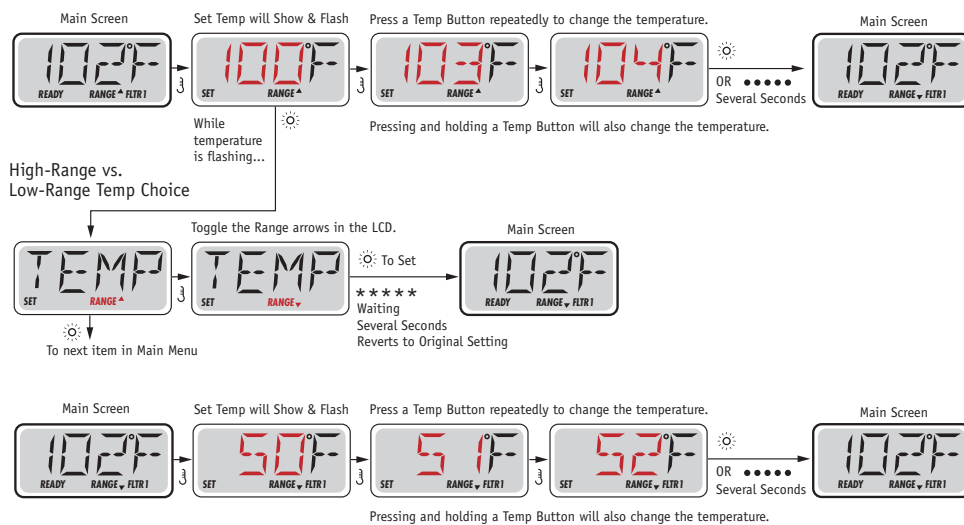 Main Screen
Set Temp will Show & Flash
Press a Temp Button repeatedly to change the temperature.
Main Screen
102°F
READY RANGE FLTR1
100°F
SET RANGE
103°F
SET RANGE
104°F
SET RANGE
OR •••••
Several Seconds
102°F
READY RANGE FLTR1
While
temperature
is flashing...
Pressing and holding a Temp Button will also change the temperature.
High-Range vs.
Low-Range Temp Choice
Toggle the Range arrows in the LCD.
Main Screen
TEMP
SET RANGE
TEMP
SET RANGE
To Set
*****
Waiting
Several Seconds
Reverts to Original Setting
102°F
READY RANGE FLTR1
To next item in Main Menu
Main Screen
Set Temp will Show & Flash
Press a Temp Button repeatedly to change the temperature.
Main Screen
102°F
READY RANGE FLTR1
50°F
SET RANGE FLTR1
51°F
SET RANGE FLTR1
52°F
SET RANGE FLTR1
OR •••••
Several Seconds
102°F
READY RANGE FLTR1
Pressing and holding a Temp Button will also change the temperature.